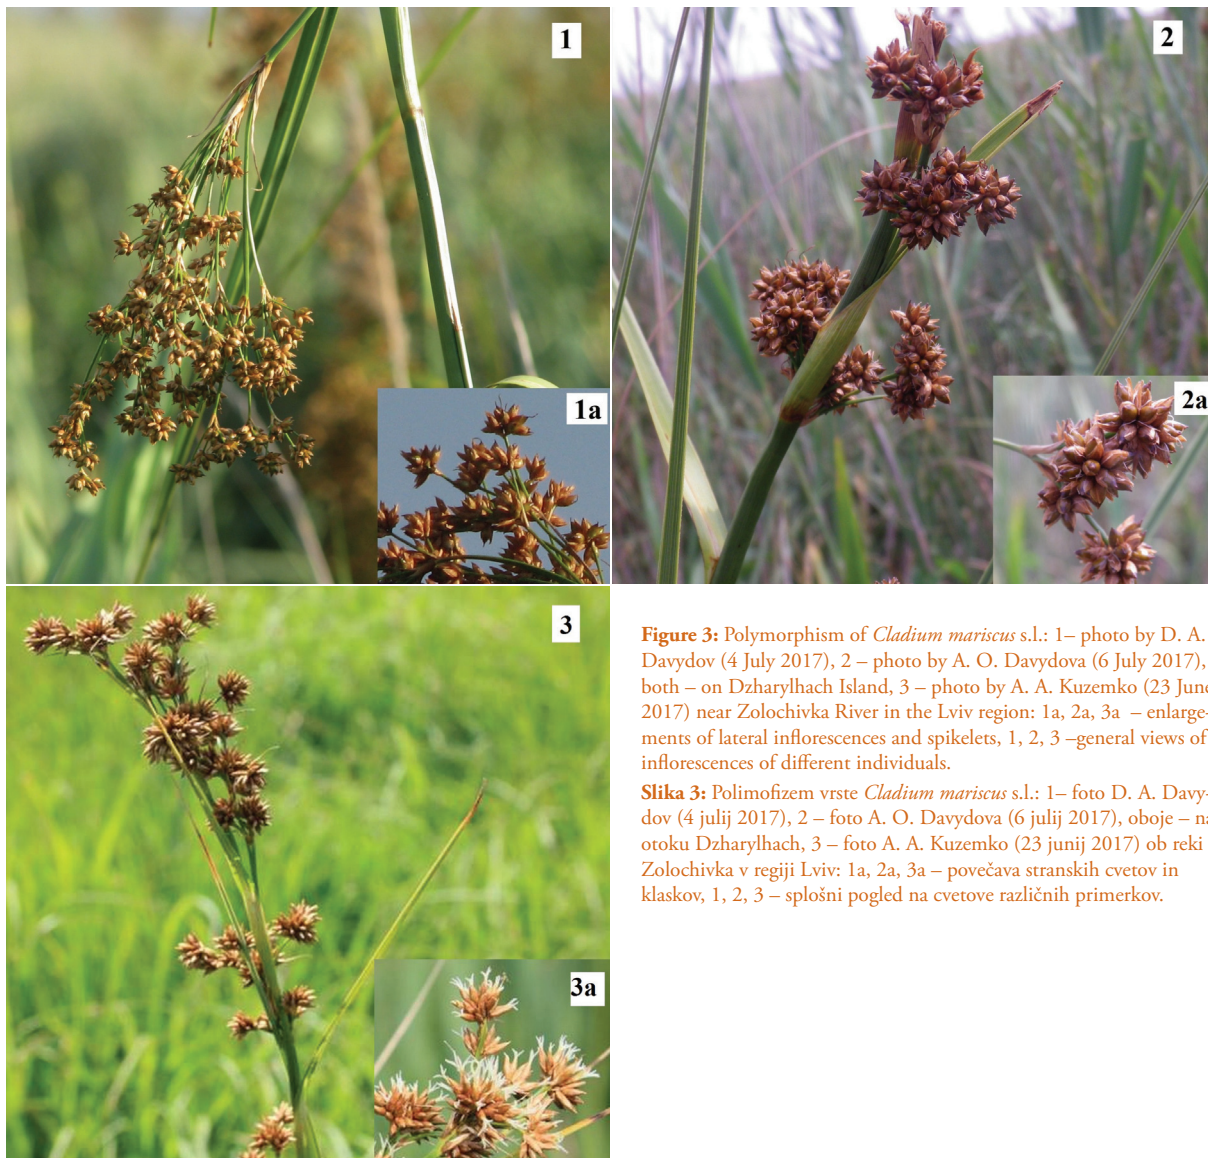 1
1a
2
2a
3
3a
Figure 3: Polymorphism of Cladium mariscus s.l.: 1– photo by D. A.
Davydov (4 July 2017), 2 – photo by A. O. Davydova (6 July 2017),
both – on Dzharylhach Island, 3 – photo by A. A. Kuzemko (23 June
2017) near Zolochivka River in the Lviv region: 1a, 2a, 3a – enlarge-
ments of lateral inflorescences and spikelets, 1, 2, 3 –general views of
inflorescences of different individuals.
Slika 3: Polimofizem vrste Cladium mariscus s.l.: 1– foto D. A. Davy-
dov (4 julij 2017), 2 – foto A. O. Davydova (6 julij 2017), oboje – na
otoku Dzharylhach, 3 – foto A. A. Kuzemko (23 junij 2017) ob reki
Zolochivka v regiji Lviv: 1a, 2a, 3a – povečava stranskih cvetov in
klaskov, 1, 2, 3 – splošni pogled na cvetove različnih primerkov.